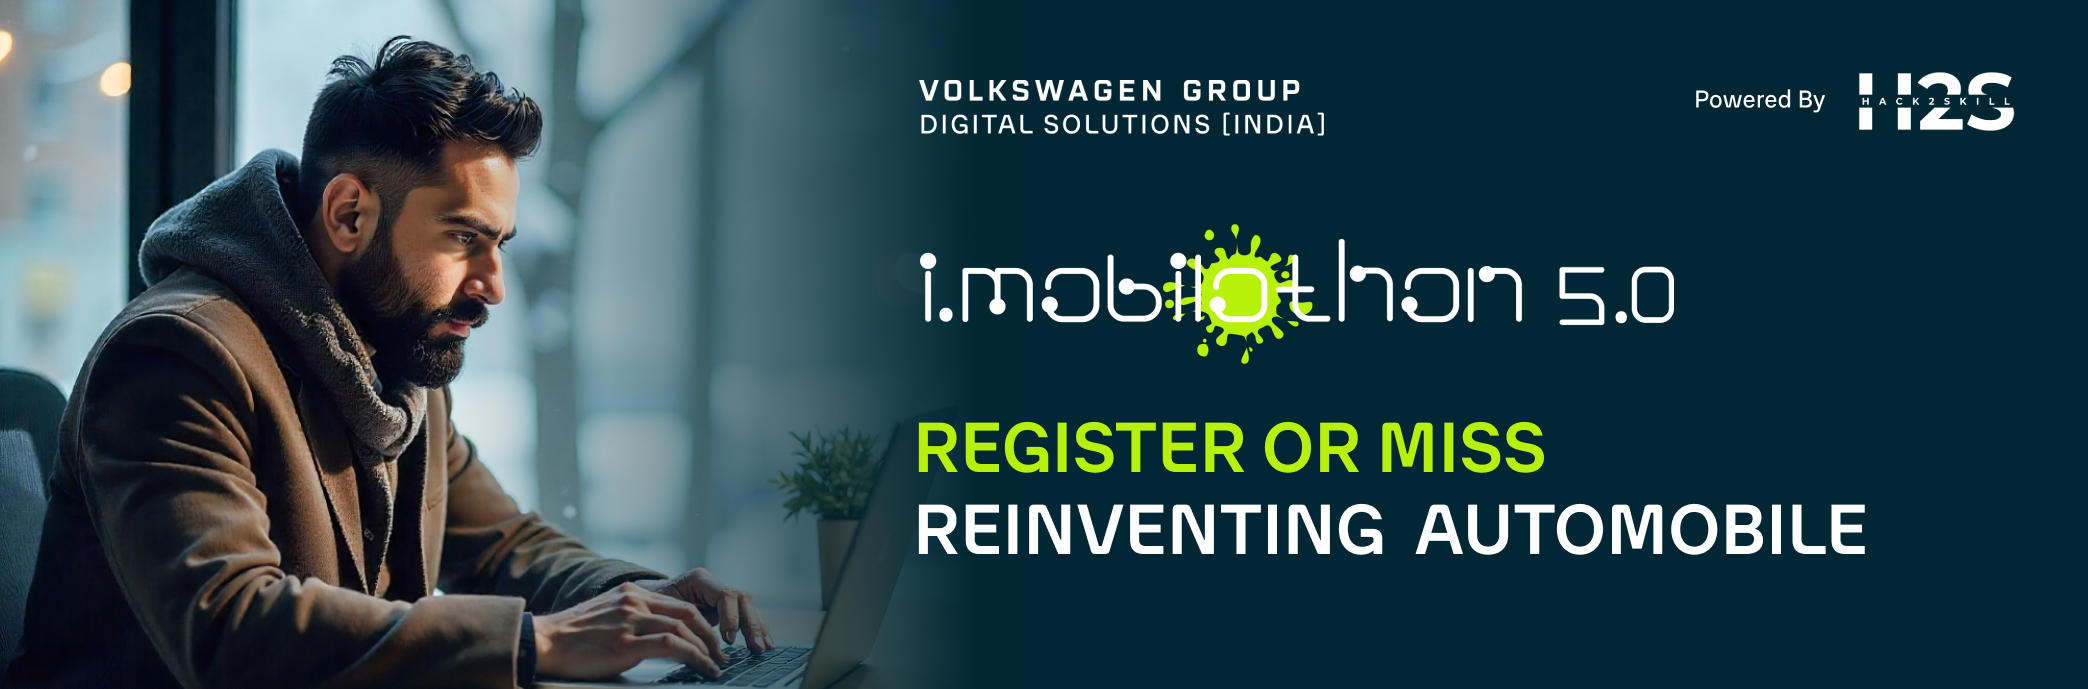 VOLKSWAGEN GROUP
DIGITAL SOLUTIONS [INDIA]
Powered By
H2S
HACK2SKILL
i.mobilothon 5.0
REGISTER OR MISS
REINVENTING AUTOMOBILE